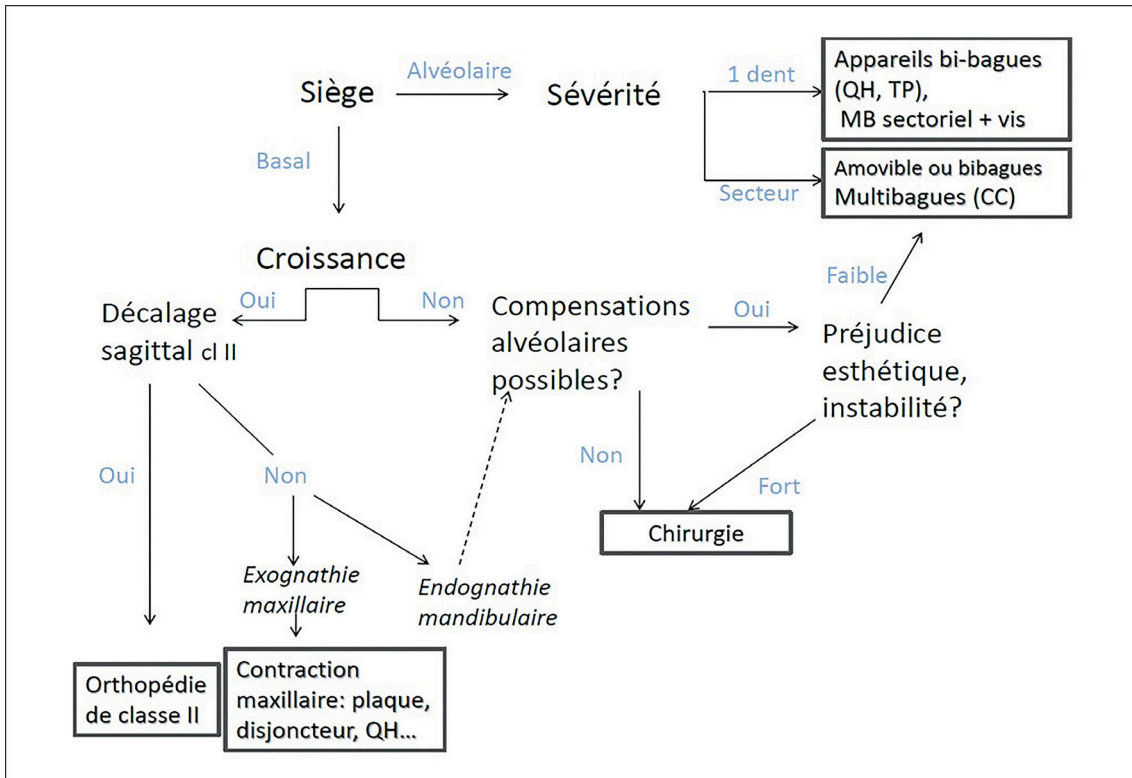 Siège
Alvéolaire
Sévérité
1 dent
Appareils bi-bagues
(QH, TP),
MB sectoriel + vis
Basal
Secteur
Amovible ou bibagues
Multibagues (CC)
Croissance
Oui
Non
Décalage
sagittal cl II
Compensations
alvéolaires
possibles?
Oui
Faible
Préjudice
esthétique,
instabilité?
Oui
Non
Non
Fort
Chirurgie
Exognathie
maxillaire
Endognathie
mandibulaire
Orthopédie
de classe II
Contraction
maxillaire: plaque,
disjoncteur, QH...